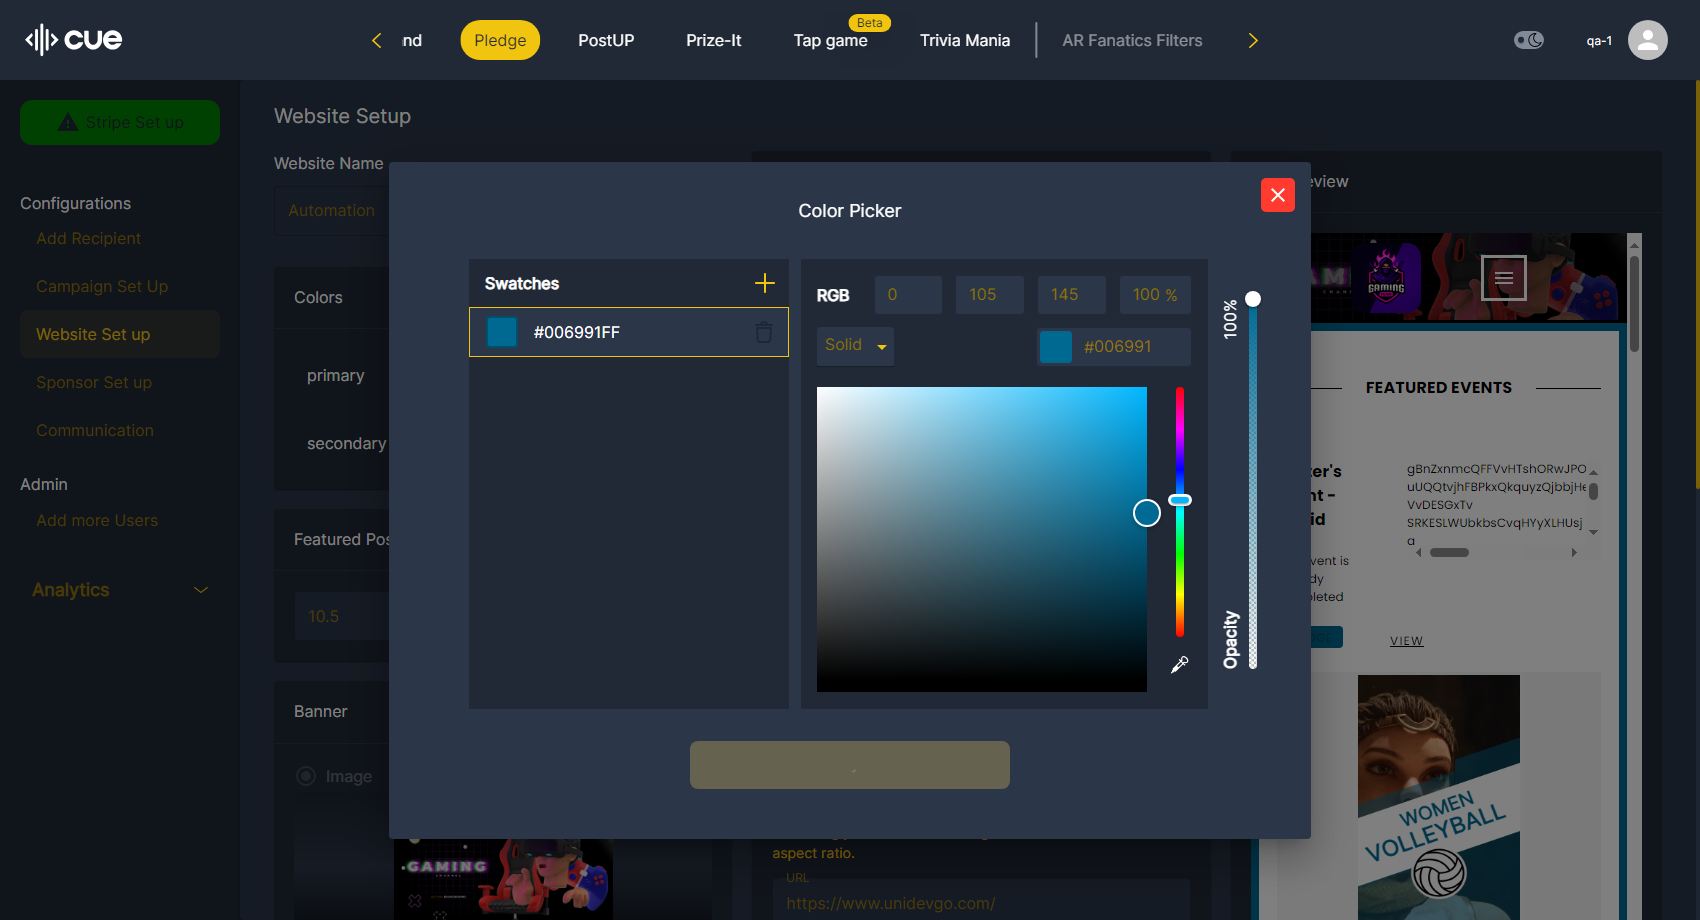 cue
nd
Pledge
PostUP
Prize-It
Tap game
Beta
Trivia Mania
AR Fanatics Filters
qa-1
Stripe Set up
Configurations
Add Recipient
Campaign Set Up
Website Set up
Sponsor Set up
Communication
Admin
Add more Users
Analytics
Website Setup
Website Name
Automation
Colors
primary
secondary
Featured Pos
10.5
Banner
Image
GAMING
Color Picker
Swatches
#006991FF
RGB
0
105
145
100 %
Solid
#006991
100%
Opacity
aspect ratio.
URL
https://www.unidevgo.com/
eview
GAMING
FEATURED EVENTS
ter's
nt -
id
gBnZxnmcQFFVvHTshORwJPO
uUQQtvjhFBPkxQkquyzQjbbjHe
VvDESGxTv
SRKESLWUbkbsCvqHYyXLHUsj
a
vent is
dy
pleted
VIEW
WOMEN
VOLLEYBALL